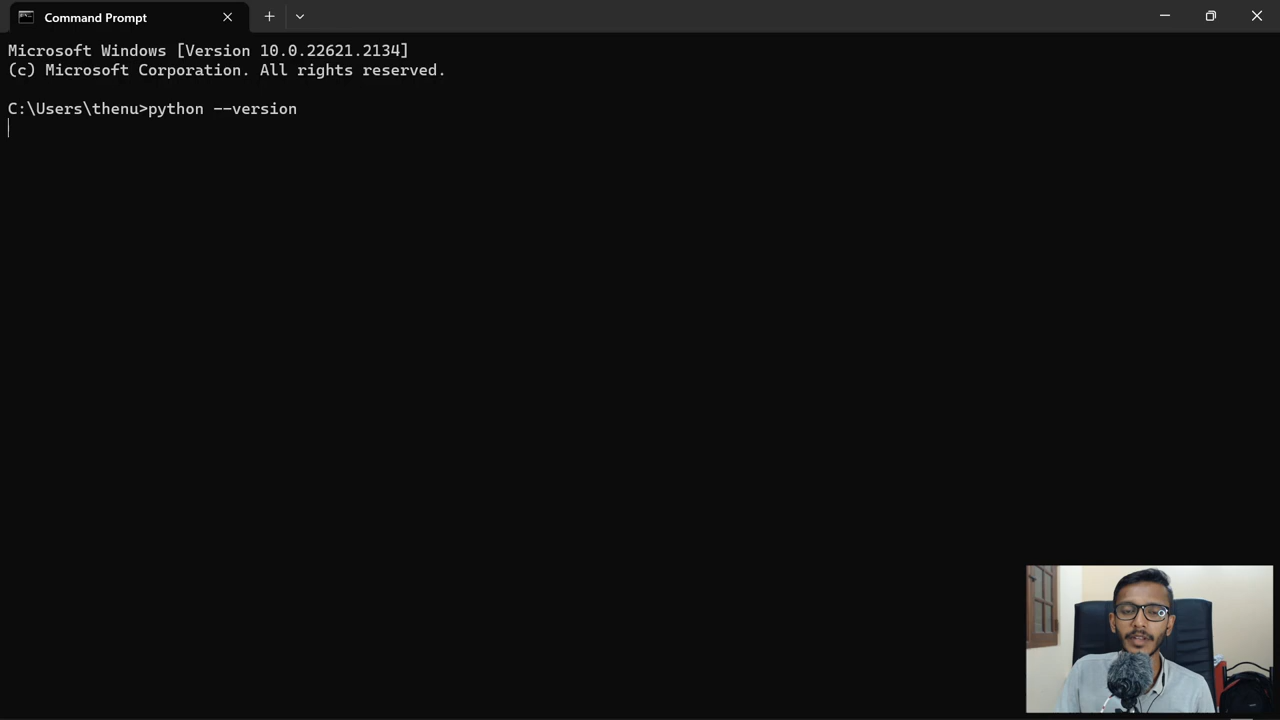 Command Prompt
Microsoft Windows [Version 10.0.22621.2134]
(c) Microsoft Corporation. All rights reserved.
C:\Users\thenu>python --version